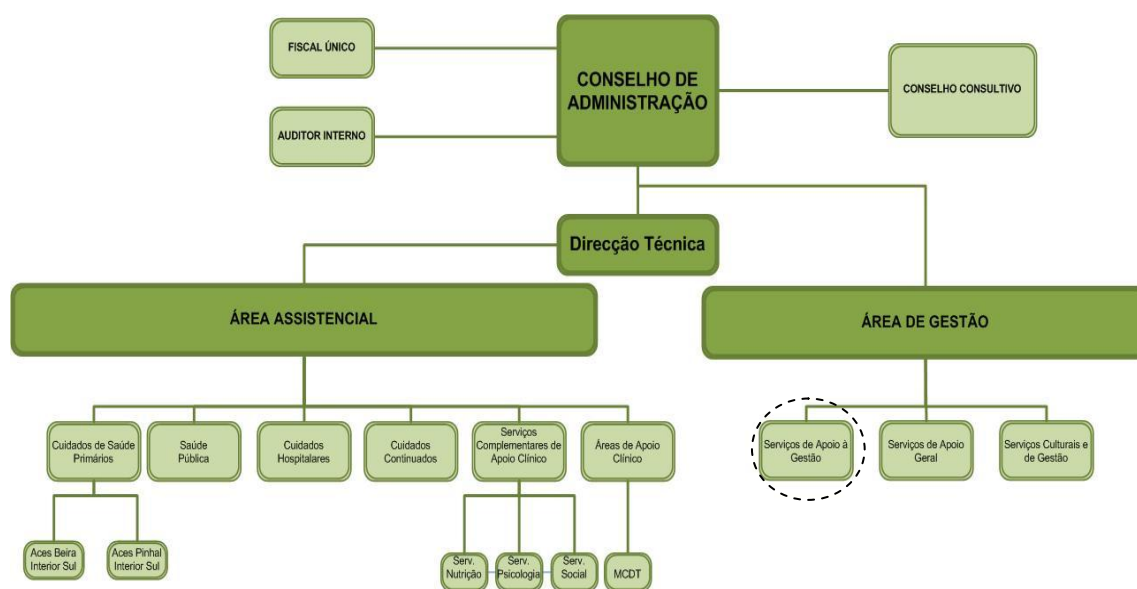 FISCAL ÚNICO
CONSELHO DE
ADMINISTRAÇÃO
CONSELHO CONSULTIVO
AUDITOR INTERNO
Direcção Técnica
ÁREA ASSISTENCIAL
ÁREA DE GESTÃO
Cuidados de Saúde
Primários
Saúde
Pública
Cuidados
Hospitalares
Cuidados
Continuados
Serviços
Complementares de
Apoio Clínico
Áreas de Apoio
Clínico
Serviços de Apoio à
Gestão
Serviços de Apoio
Geral
Serviços Culturais e
de Gestão
Aces Beira
Interior Sul
Aces Pinhal
Interior Sul
Serv.
Nutrição
Serv.
Psicologia
Serv.
Social
MCDT